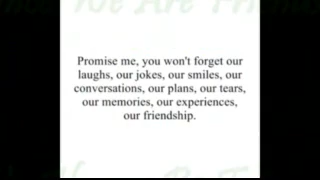 Promise me, you won't forget our
laughs, our jokes, our smiles, our
conversations, our plans, our tears,
our memories, our experiences,
our friendship.